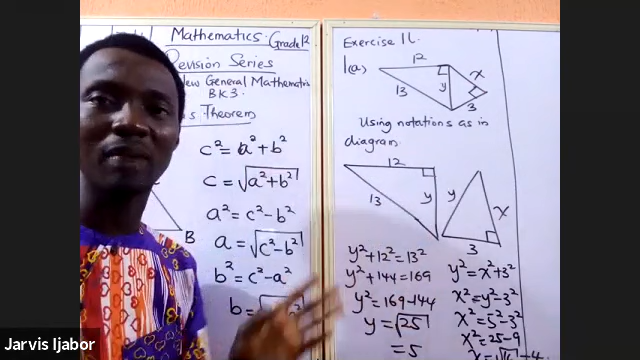 Mathematics Grade 12
Revision Series
New General Mathematics
BK3.
s Theorem
c² = a² + b²
c = √a² + b²
a² = c² - b²
a = √c² - b²
b² = c² - a²
b =
B
Exercise 1L
1(a)
12
13
y
x
3
Using notations as in
diagram.
12
13
y
y
x
3
y² + 12² = 13²
y² + 144 = 169
y² = 169 - 144
y = √25
= 5
y² = x² + 3²
x² = y² - 3²
x² = 5² - 3²
x² = 25 - 9
Jarvis Ijabor